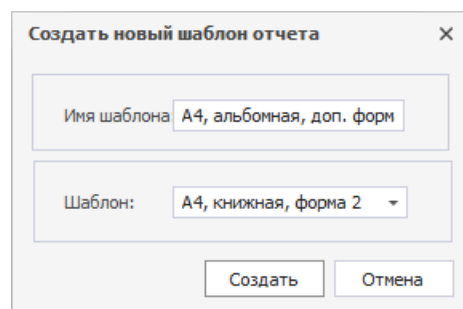 Создать новый шаблон отчета
Имя шаблона: А4, альбомная, доп. форм
Шаблон: А4, книжная, форма 2
Создать Отмена